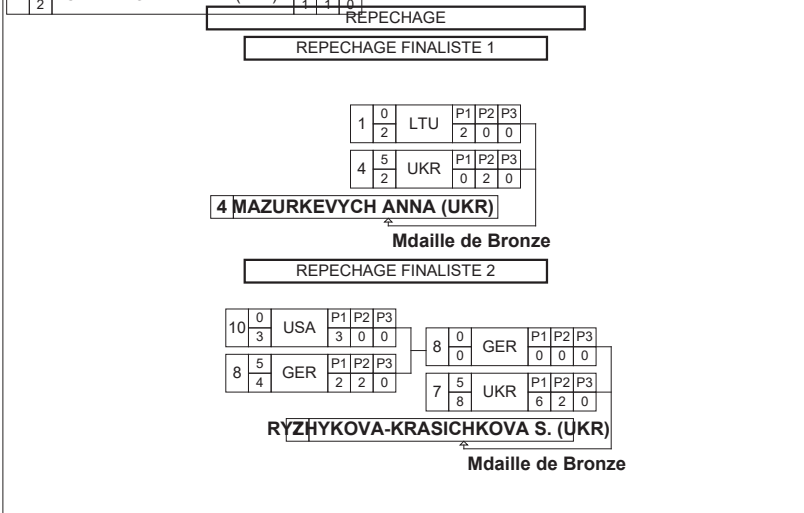 2 1 1 0
REPECHAGE
REPECHAGE FINALISTE 1
1 0 LTU P1 P2 P3
2 2 0 0
4 5 UKR P1 P2 P3
2 0 2 0
4 MAZURKEVYCH ANNA (UKR)
Mdaille de Bronze
REPECHAGE FINALISTE 2
10 0 USA P1 P2 P3
3 3 0 0
8 0 GER P1 P2 P3
0 0 0 0
8 5 GER P1 P2 P3
4 2 2 0
7 5 UKR P1 P2 P3
8 6 2 0
RYZHYKOVA-KRASICHKOVA S. (UKR)
Mdaille de Bronze